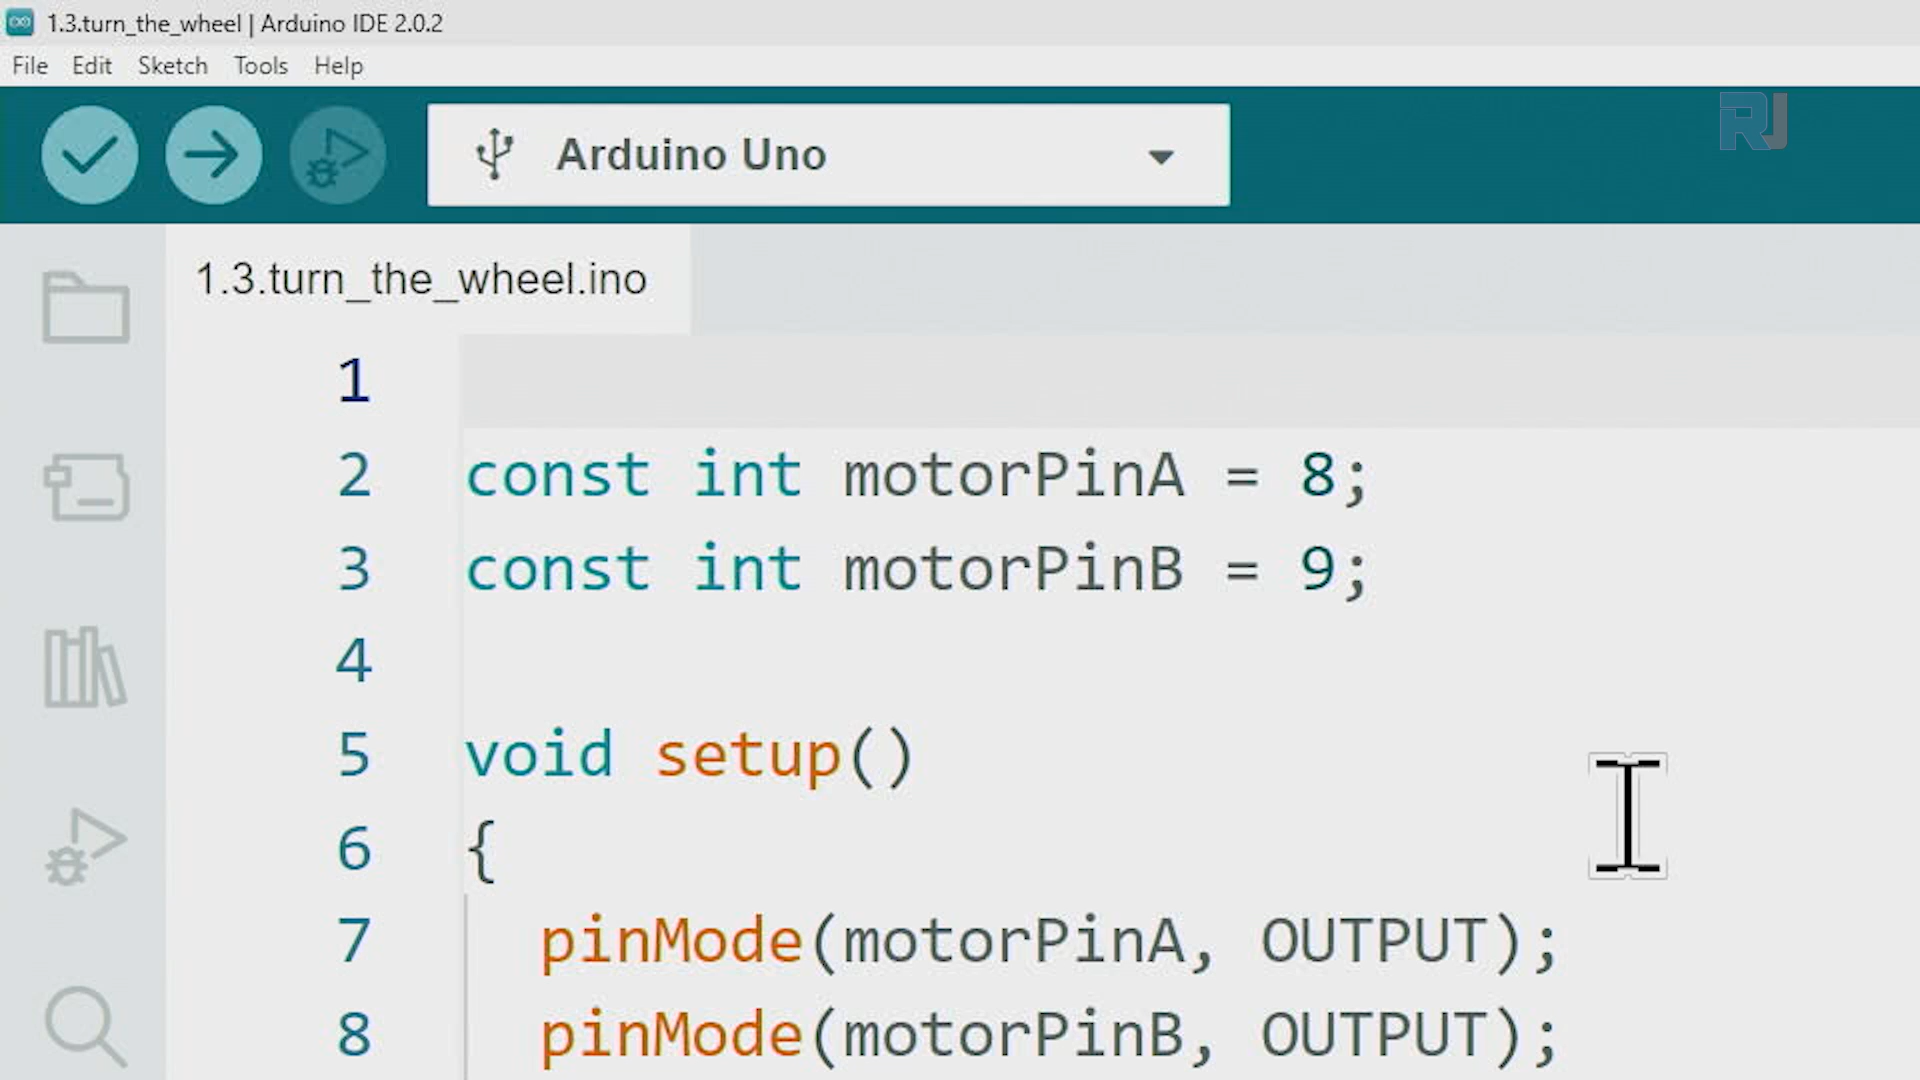 1.3.turn_the_wheel | Arduino IDE 2.0.2
File Edit Sketch Tools Help
Arduino Uno
RJ
1.3.turn_the_wheel.ino
1
2 const int motorPinA = 8;
3 const int motorPinB = 9;
4
5 void setup()
6 {
7 pinMode(motorPinA, OUTPUT);
8 pinMode(motorPinB, OUTPUT);